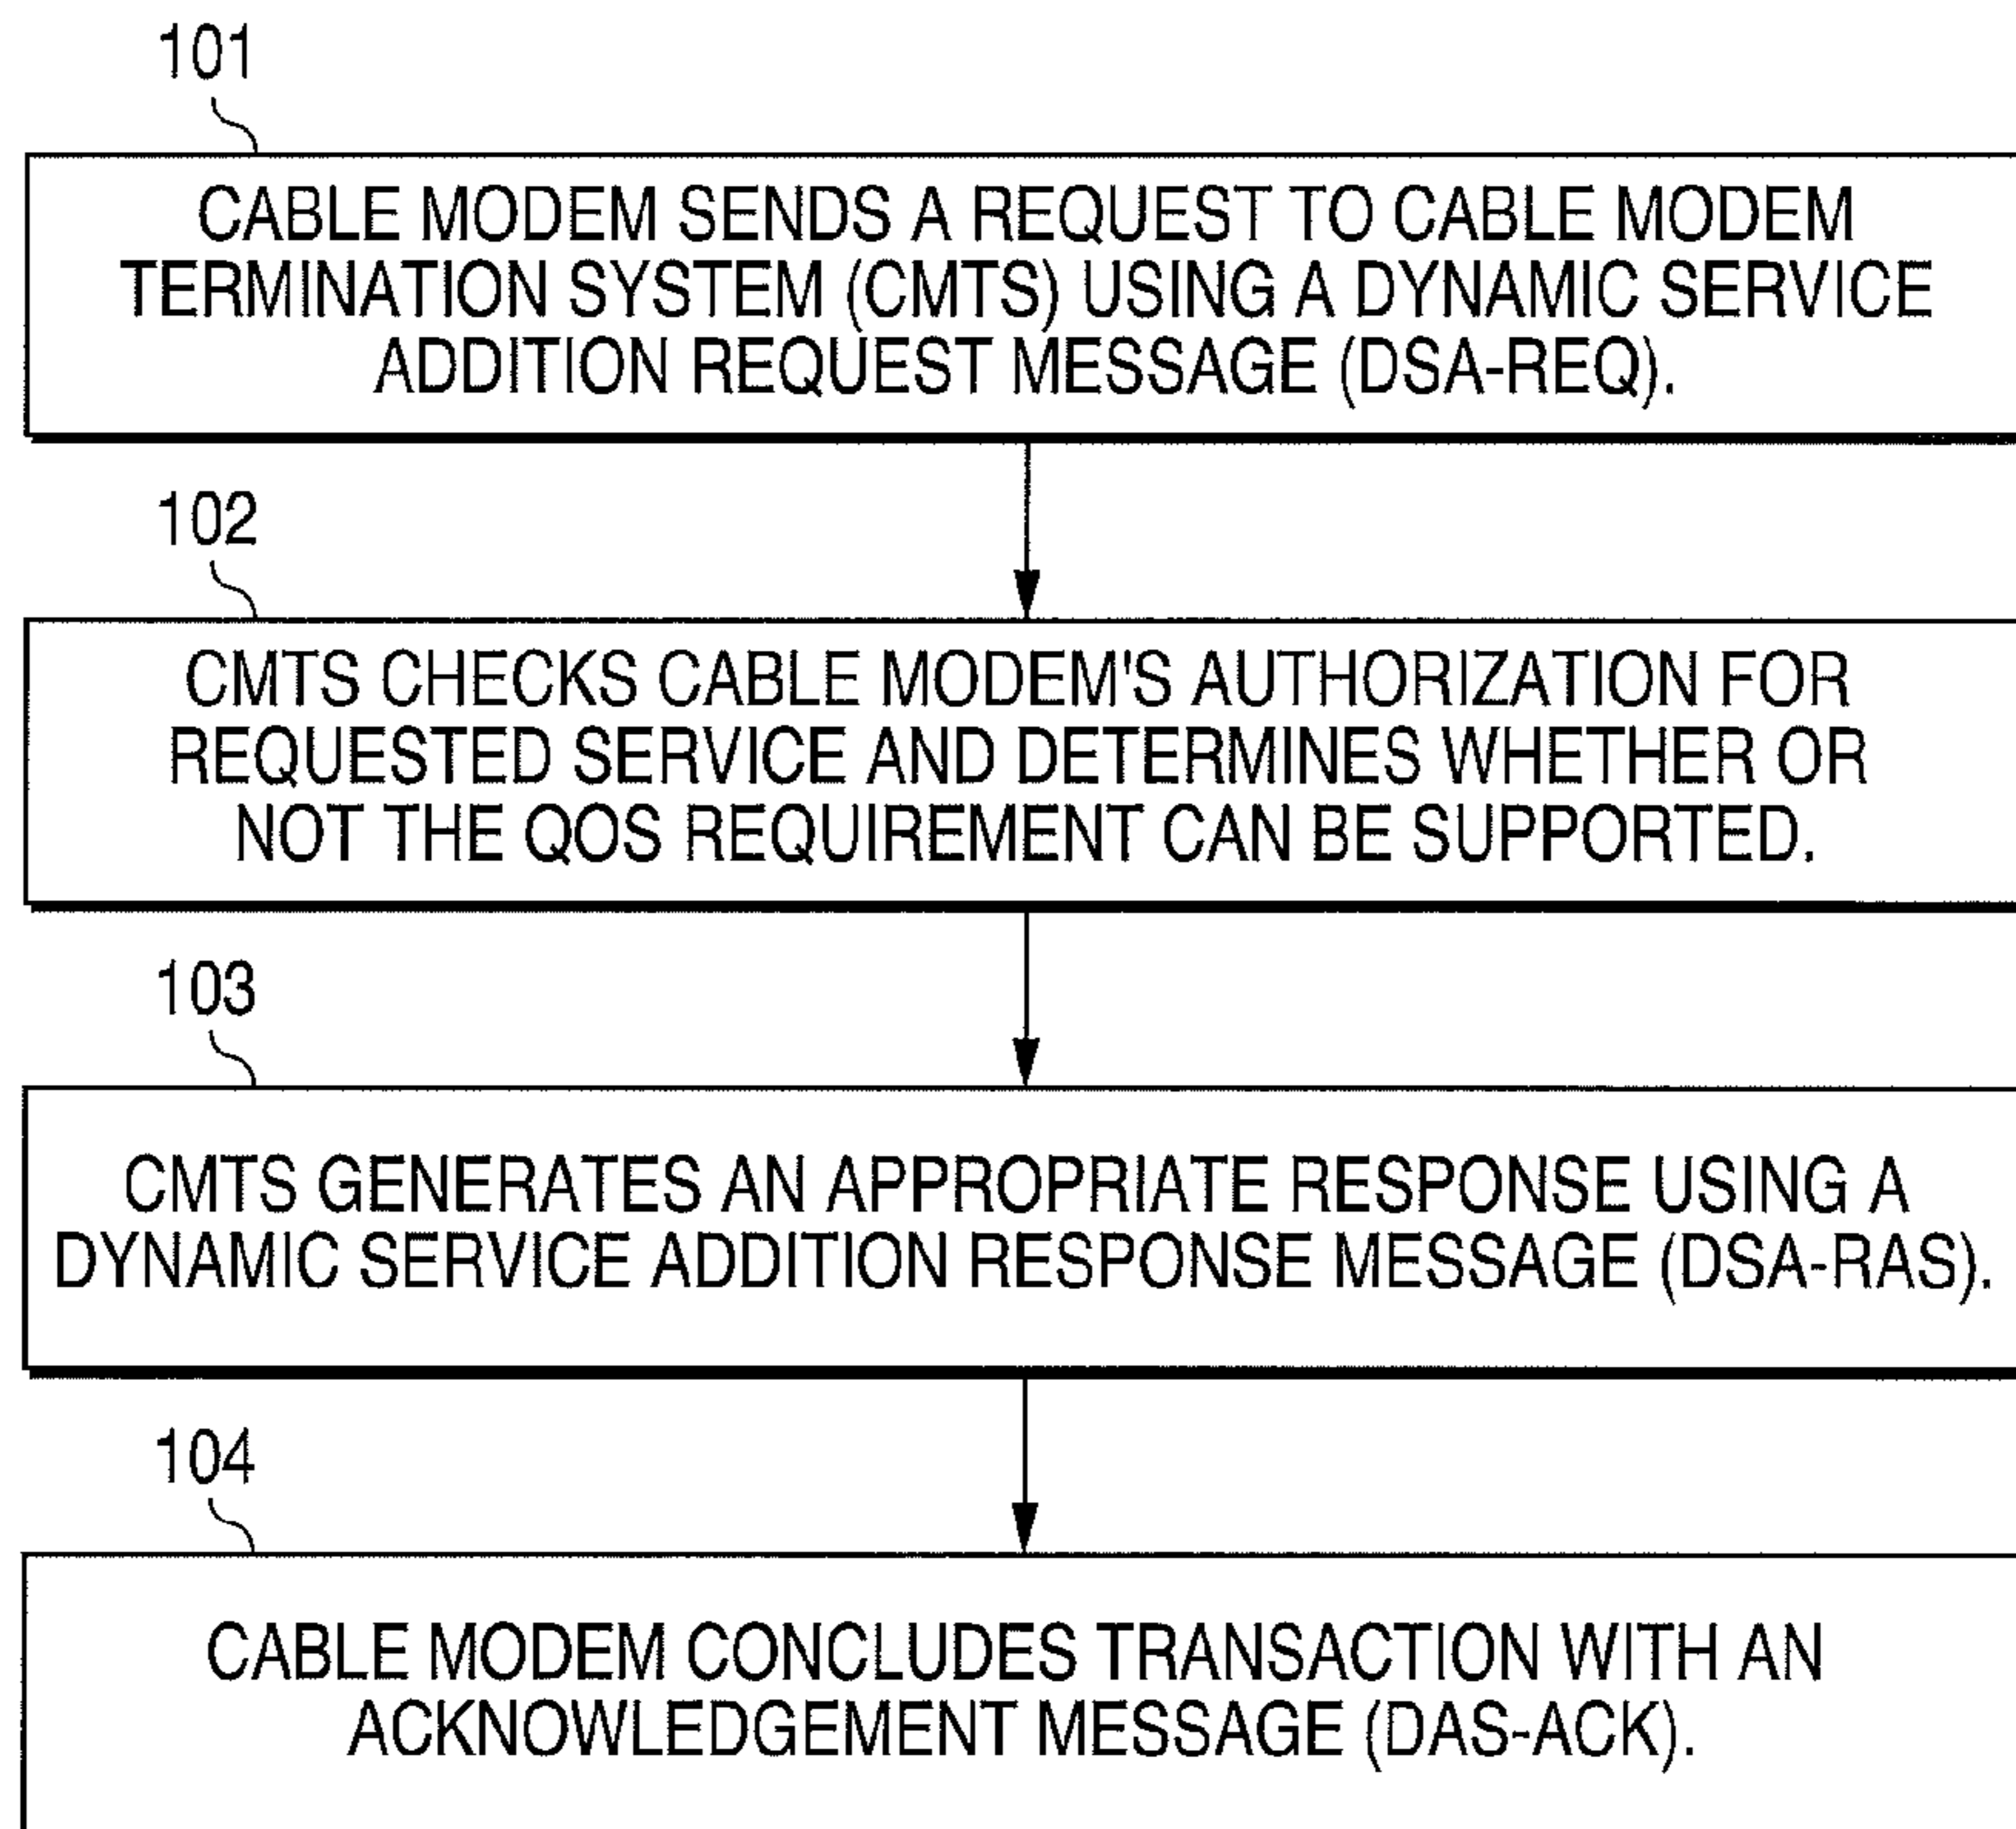 101
CABLE MODEM SENDS A REQUEST TO CABLE MODEM
TERMINATION SYSTEM (CMTS) USING A DYNAMIC SERVICE
ADDITION REQUEST MESSAGE (DSA-REQ).
102
CMTS CHECKS CABLE MODEM'S AUTHORIZATION FOR
REQUESTED SERVICE AND DETERMINES WHETHER OR
NOT THE QOS REQUIREMENT CAN BE SUPPORTED.
103
CMTS GENERATES AN APPROPRIATE RESPONSE USING A
DYNAMIC SERVICE ADDITION RESPONSE MESSAGE (DSA-RAS).
104
CABLE MODEM CONCLUDES TRANSACTION WITH AN
ACKNOWLEDGEMENT MESSAGE (DAS-ACK).